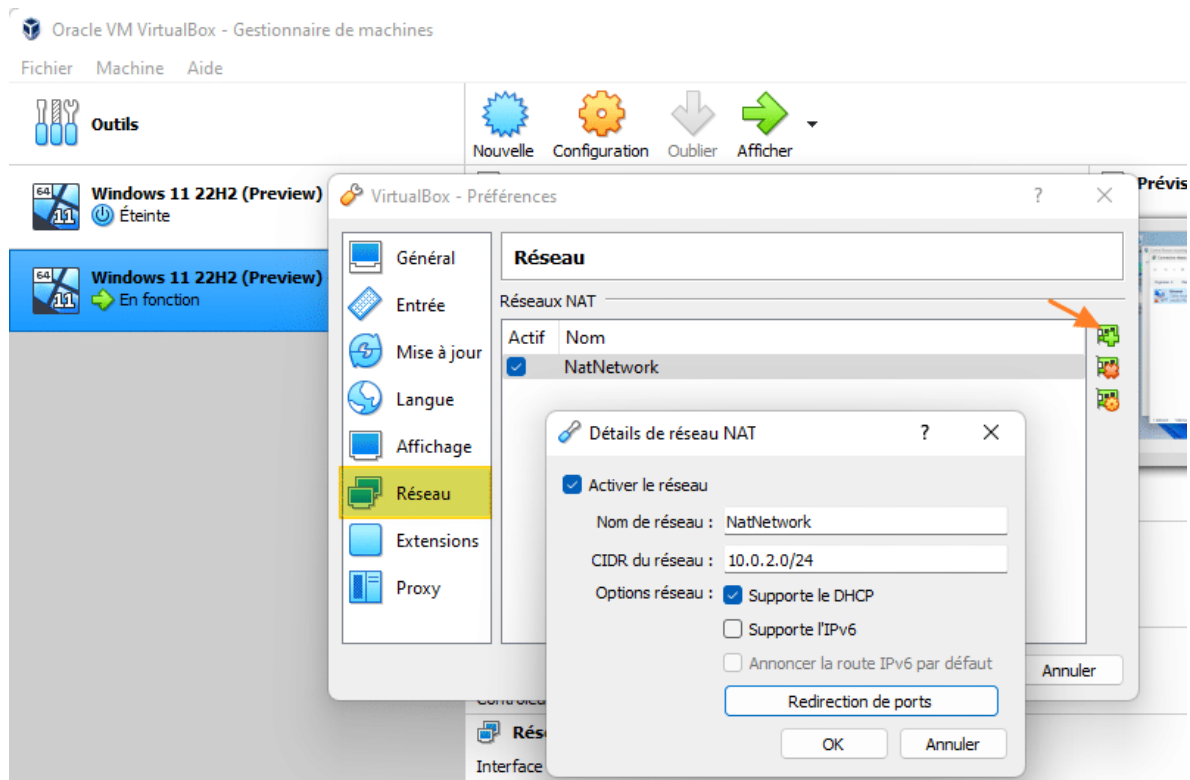 Oracle VM VirtualBox - Gestionnaire de machines
Fichier Machine Aide
Outils
Nouvelle Configuration Oublier Afficher
64
11
Windows 11 22H2 (Preview)
Éteinte
64
11
Windows 11 22H2 (Preview)
En fonction
Prévis
VirtualBox - Préférences ?
Général
Entrée
Mise à jour
Langue
Affichage
Réseau
Extensions
Proxy
Réseau
Réseaux NAT
Actif Nom
NatNetwork
Détails de réseau NAT ?
Activer le réseau
Nom de réseau : NatNetwork
CIDR du réseau : 10.0.2.0/24
Options réseau : Supporte le DHCP
Supporte l'IPv6
Annoncer la route IPv6 par défaut
Redirection de ports
OK Annuler
Annuler
Rés
Interface